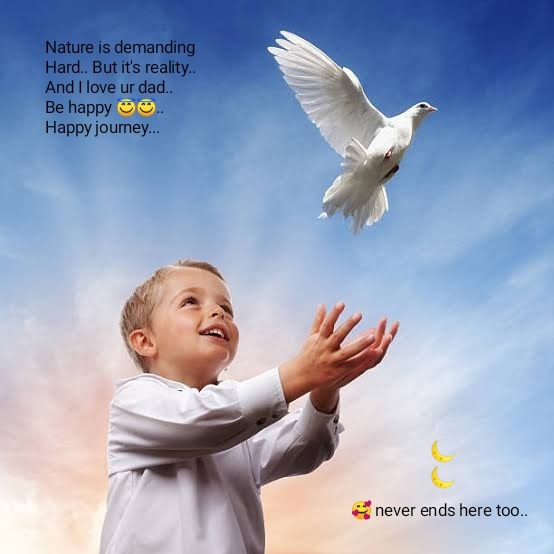 Nature is demanding
Hard.. But it's reality..
And I love ur dad..
Be happy 😇😇..
Happy journey...
🌜
🌜
🥰 never ends here too..